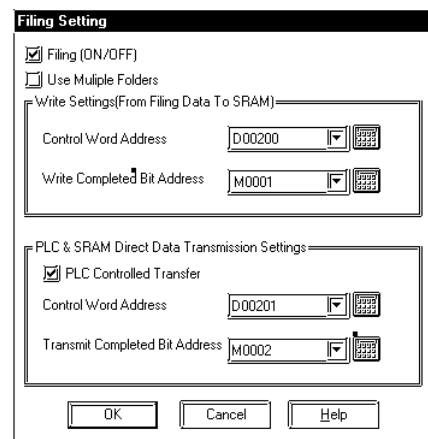 Filing Setting
Filing (ON/OFF)
Use Muliple Folders
Write Settings(From Filing Data To SRAM)
Control Word Address D00200
Write Completed Bit Address M0001
PLC & SRAM Direct Data Transmission Settings
PLC Controlled Transfer
Control Word Address D00201
Transmit Completed Bit Address M0002
OK Cancel Help